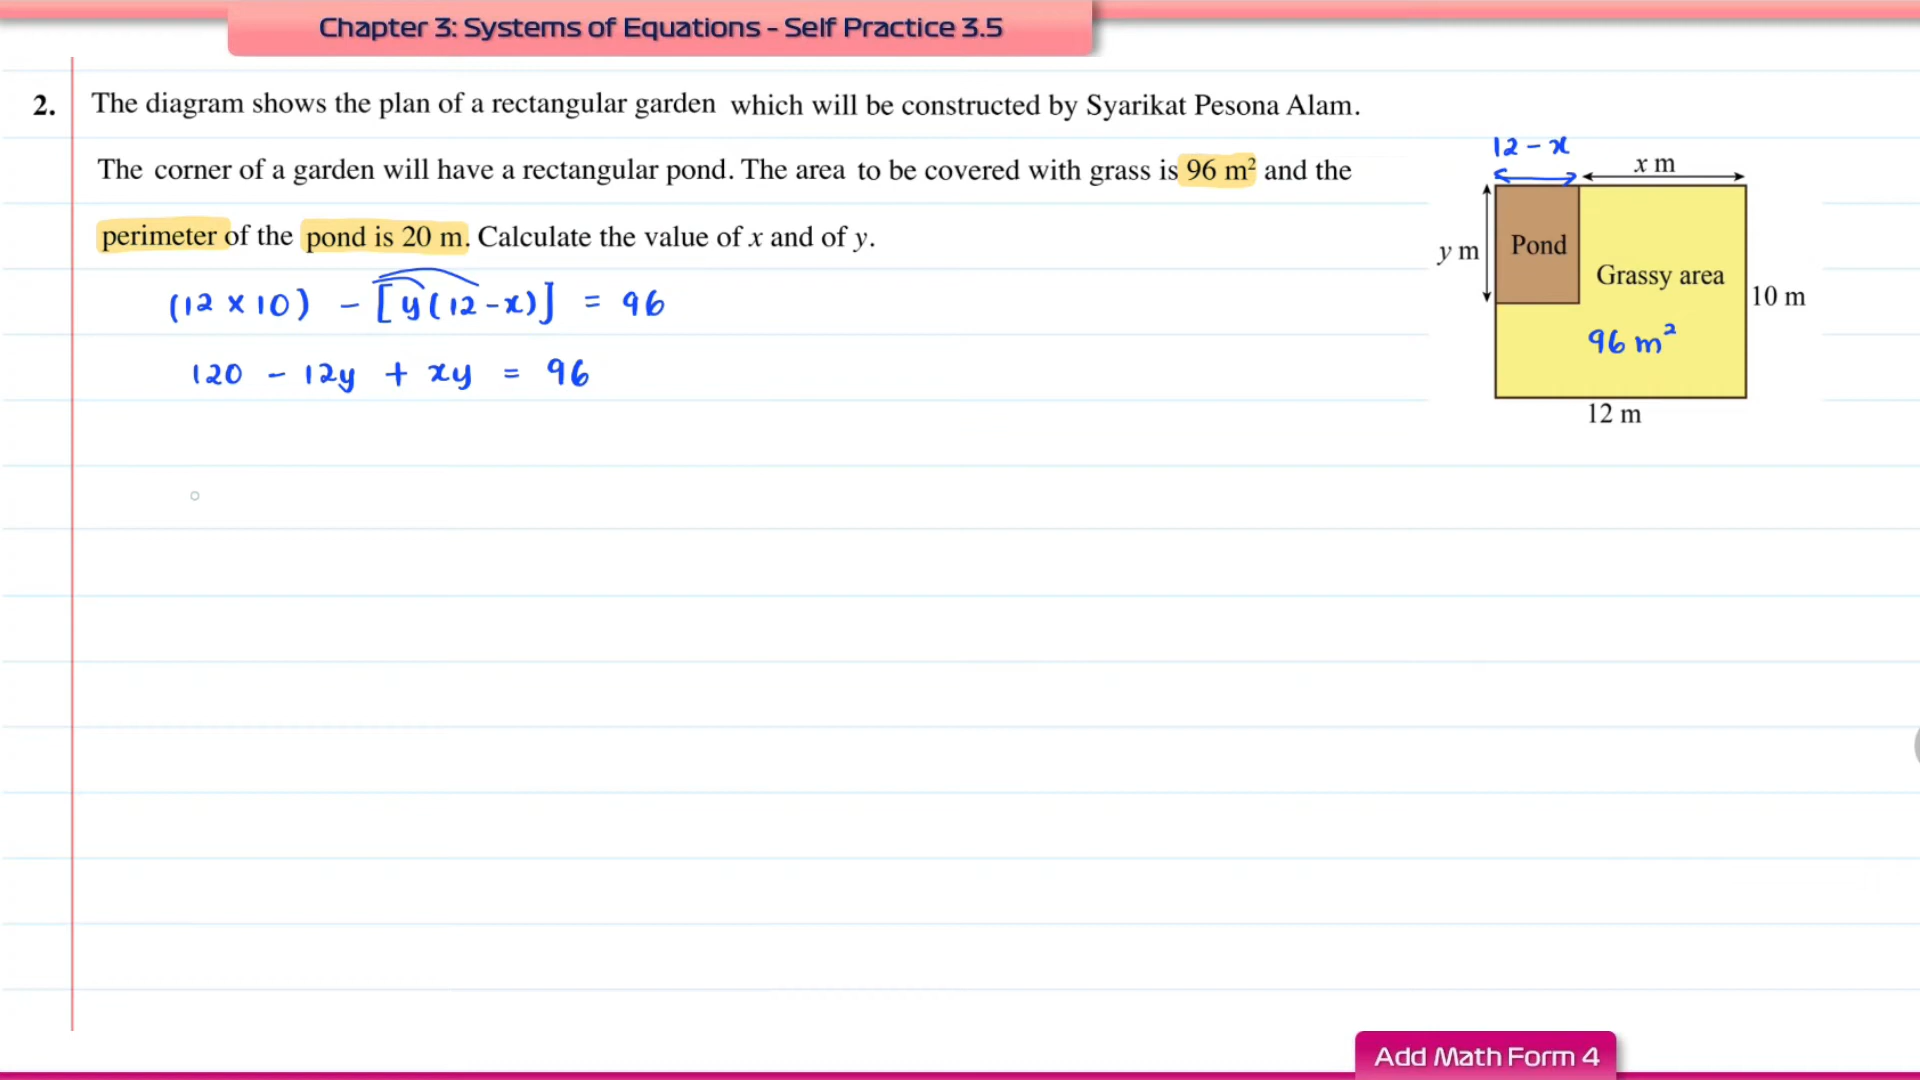 Chapter 3: Systems of Equations - Self Practice 3.5
2. The diagram shows the plan of a rectangular garden which will be constructed by Syarikat Pesona Alam.
The corner of a garden will have a rectangular pond. The area to be covered with grass is 96 m² and the
perimeter of the pond is 20 m. Calculate the value of x and of y.
(12 × 10) - [y(12 - x)] = 96
120 - 12y + xy = 96
12 - x
x m
y m
Pond
Grassy area
10 m
96 m²
12 m
Add Math Form 4